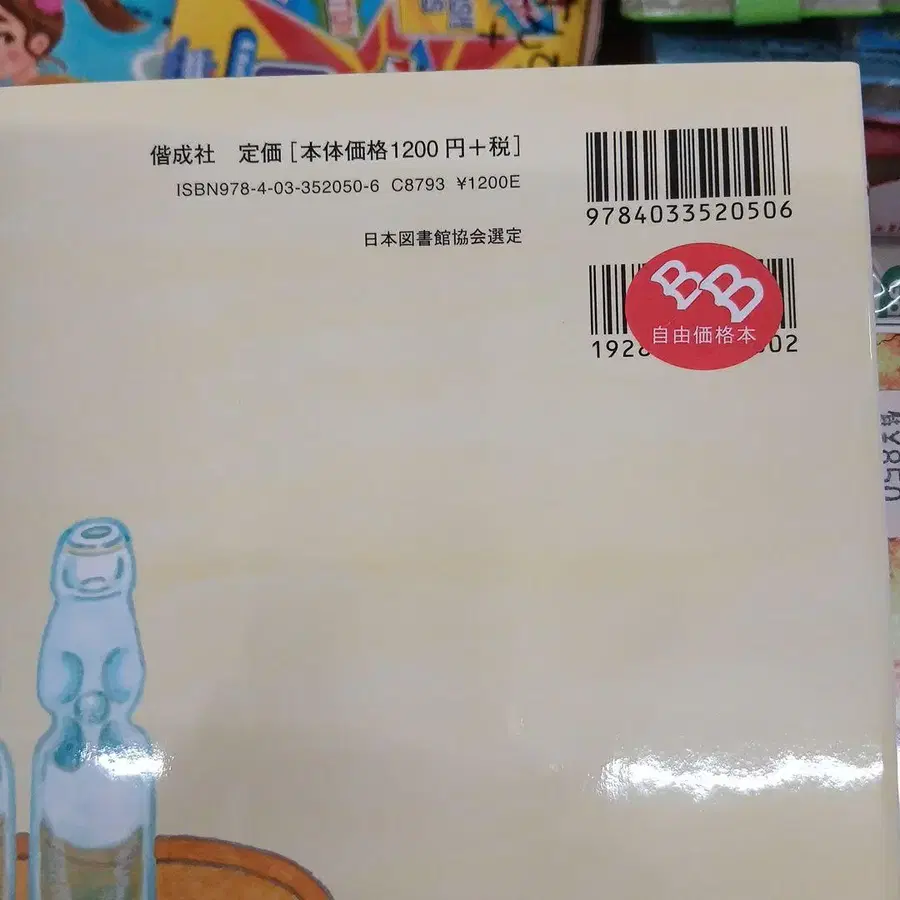 偕成社 定価[本体価格1200円+税]
ISBN978-4-03-352050-6 C8793 ¥1200E
日本図書館協会選定
9784033520506
BB
自由価格本
192
02